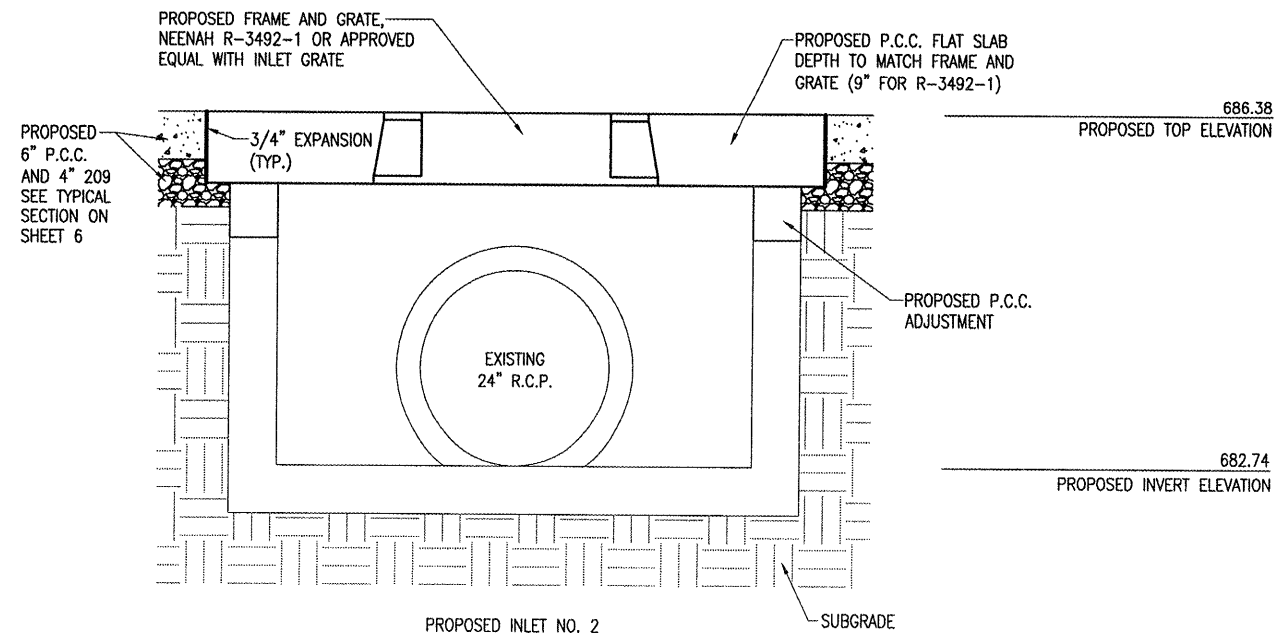 PROPOSED FRAME AND GRATE,
NEENAH R-3492-1 OR APPROVED
EQUAL WITH INLET GRATE
PROPOSED P.C.C. FLAT SLAB
DEPTH TO MATCH FRAME AND
GRATE (9" FOR R-3492-1)
686.38
PROPOSED TOP ELEVATION
PROPOSED
6" P.C.C.
AND 4" 209
SEE TYPICAL
SECTION ON
SHEET 6
3/4" EXPANSION
(TYP.)
PROPOSED P.C.C.
ADJUSTMENT
EXISTING
24" R.C.P.
682.74
PROPOSED INVERT ELEVATION
SUBGRADE
PROPOSED INLET NO. 2